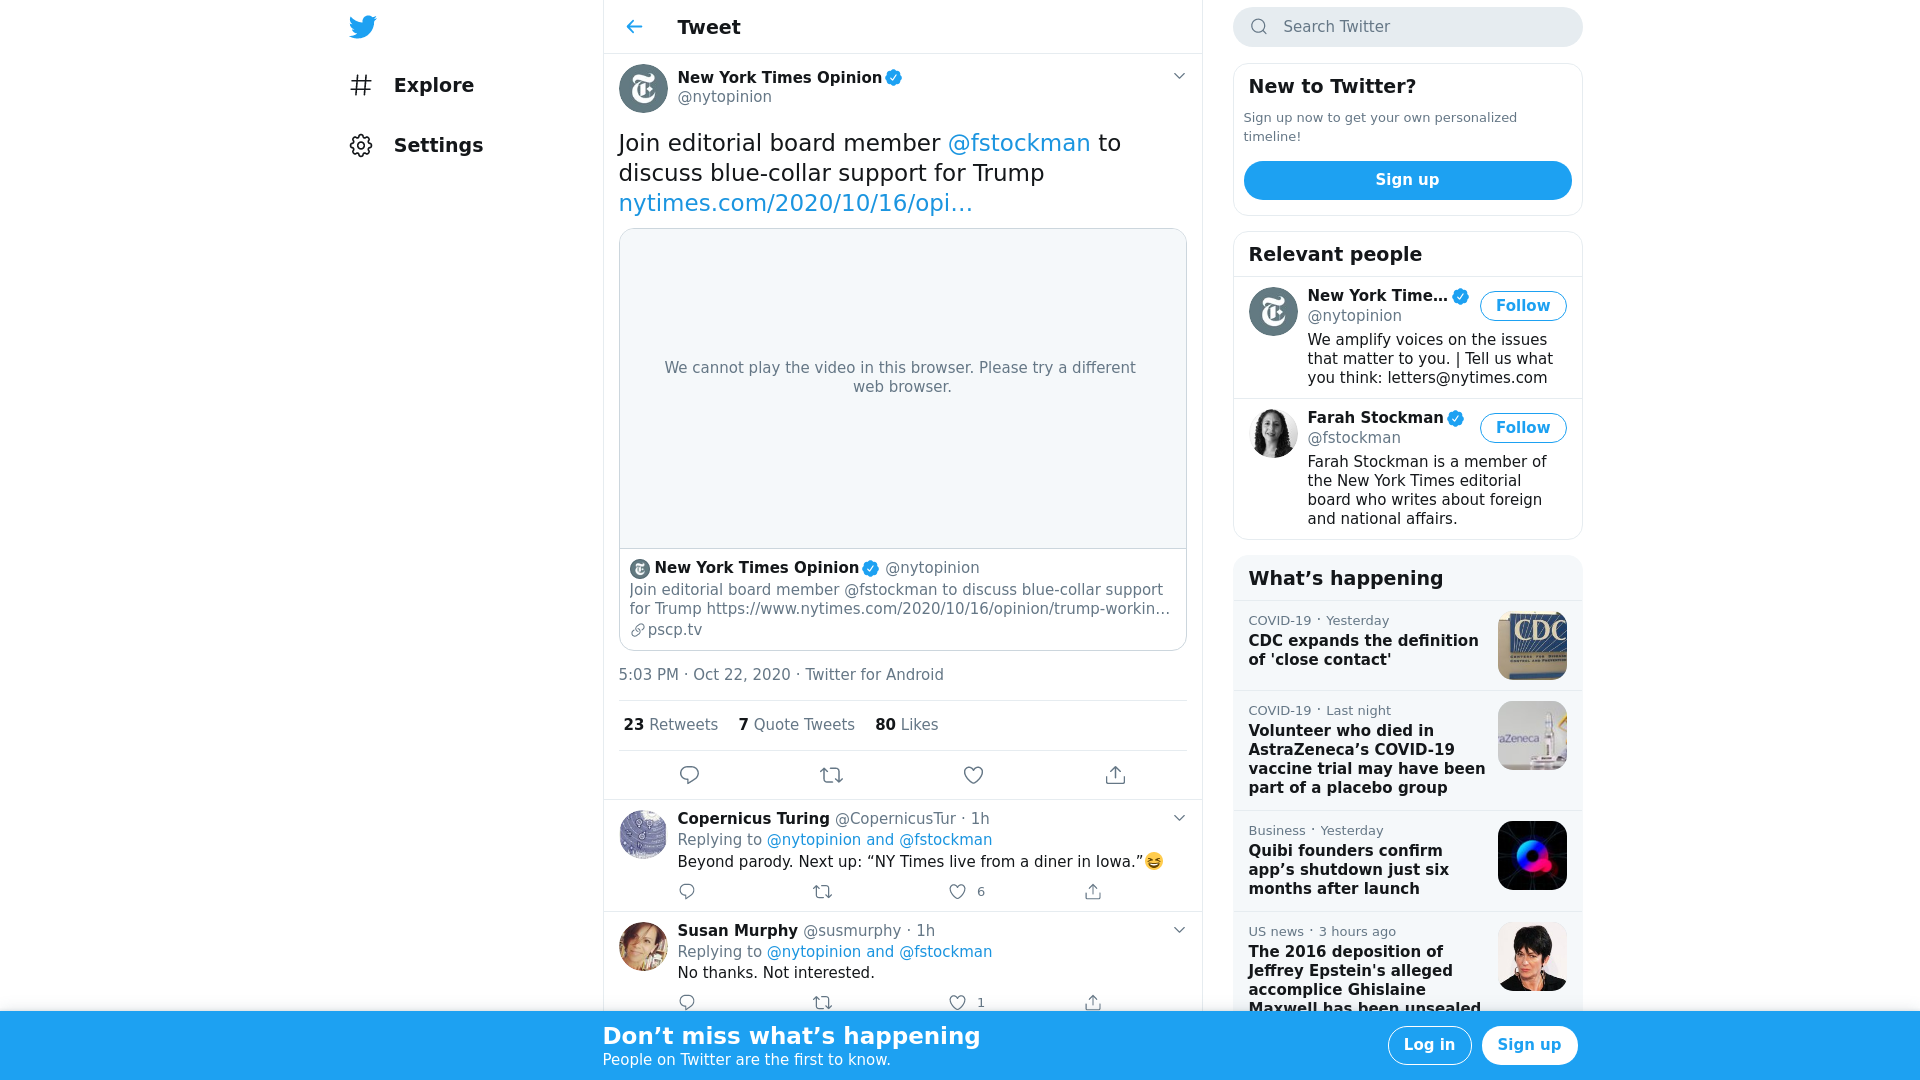 Explore
Settings
Tweet
New York Times Opinion
@nytopinion
Join editorial board member @fstockman to
discuss blue-collar support for Trump
nytimes.com/2020/10/16/opi…
We cannot play the video in this browser. Please try a different
web browser.
New York Times Opinion @nytopinion
Join editorial board member @fstockman to discuss blue-collar support
for Trump https://www.nytimes.com/2020/10/16/opinion/trump-workin…
pscp.tv
5:03 PM · Oct 22, 2020 · Twitter for Android
23 Retweets 7 Quote Tweets 80 Likes
Copernicus Turing @CopernicusTur · 1h
Replying to @nytopinion and @fstockman
Beyond parody. Next up: “NY Times live from a diner in Iowa.”😆
6
Susan Murphy @susmurphy · 1h
Replying to @nytopinion and @fstockman
No thanks. Not interested.
1
Search Twitter
New to Twitter?
Sign up now to get your own personalized
timeline!
Sign up
Relevant people
New York Time…
Follow
@nytopinion
We amplify voices on the issues
that matter to you. | Tell us what
you think: letters@nytimes.com
Farah Stockman
Follow
@fstockman
Farah Stockman is a member of
the New York Times editorial
board who writes about foreign
and national affairs.
What’s happening
COVID-19 · Yesterday
CDC expands the definition
of 'close contact'
CDC
COVID-19 · Last night
Volunteer who died in
AstraZeneca’s COVID-19
vaccine trial may have been
part of a placebo group
raZeneca
Business · Yesterday
Quibi founders confirm
app’s shutdown just six
months after launch
US news · 3 hours ago
The 2016 deposition of
Jeffrey Epstein's alleged
accomplice Ghislaine
Maxwell has been unsealed
Don’t miss what’s happening
People on Twitter are the first to know.
Log in
Sign up